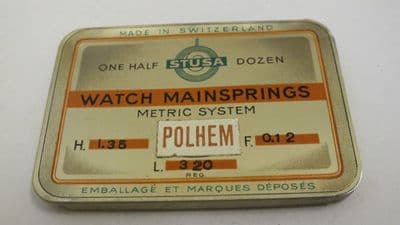 MADE IN SWITZERLAND
ONE HALF STUSA DOZEN
WATCH MAINSPRINGS
METRIC SYSTEM
POLHEM
H. 1.35 F. 0.12
L. 320
REG
EMBALLAGE ET MARQUES DÉPOSÉS